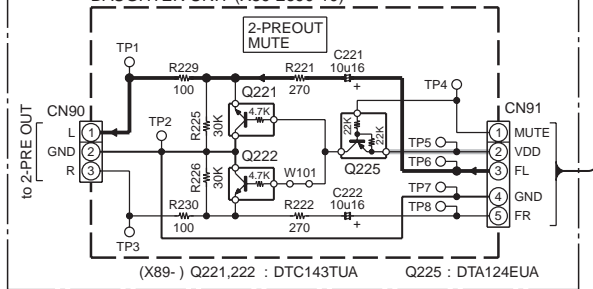 2-PREOUT
MUTE
TP1
R229
100
R221
270
C221
10u16
+
TP4
CN90
CN91
Q221
4.7K
TP2
R225
30K
22K
22K
Q225
L
1
GND
2
R
3
to 2-PRE OUT
TP5
TP6
1
MUTE
2
VDD
3
FL
4
GND
5
FR
Q222
4.7K
W101
R226
30K
C222
10u16
+
TP7
TP8
R230
100
R222
270
TP3
(X89- ) Q221,222 : DTC143TUA
Q225 : DTA124EUA